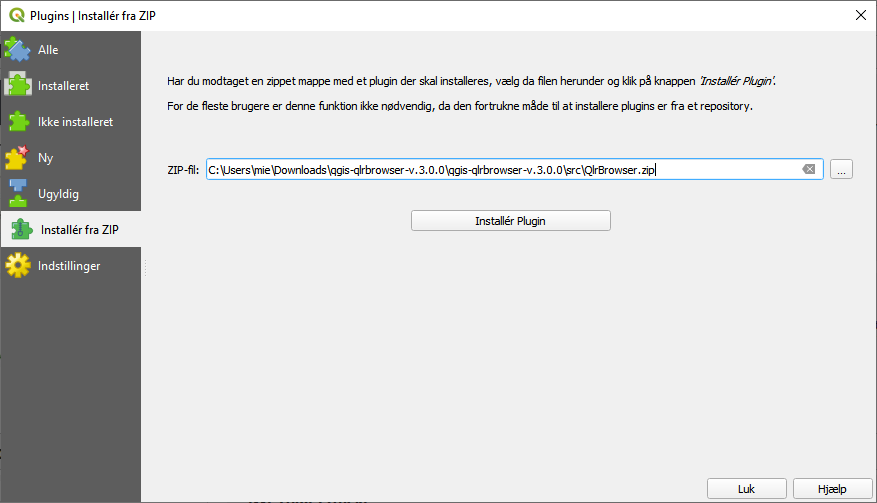 Plugins | Installér fra ZIP
Alle
Installeret
Ikke installeret
Ny
Ugyldig
Installér fra ZIP
Indstillinger
Har du modtaget en zippet mappe med et plugin der skal installeres, vælg da filen herunder og klik på knappen 'Installér Plugin'.
For de fleste brugere er denne funktion ikke nødvendig, da den fortrukne måde til at installere plugins er fra et repository.
ZIP-fil: C:\Users\mie\Downloads\qgis-qlrbrowser-v.3.0.0\qgis-qlrbrowser-v.3.0.0\src\QlrBrowser.zip ...
Installér Plugin
Luk Hjælp